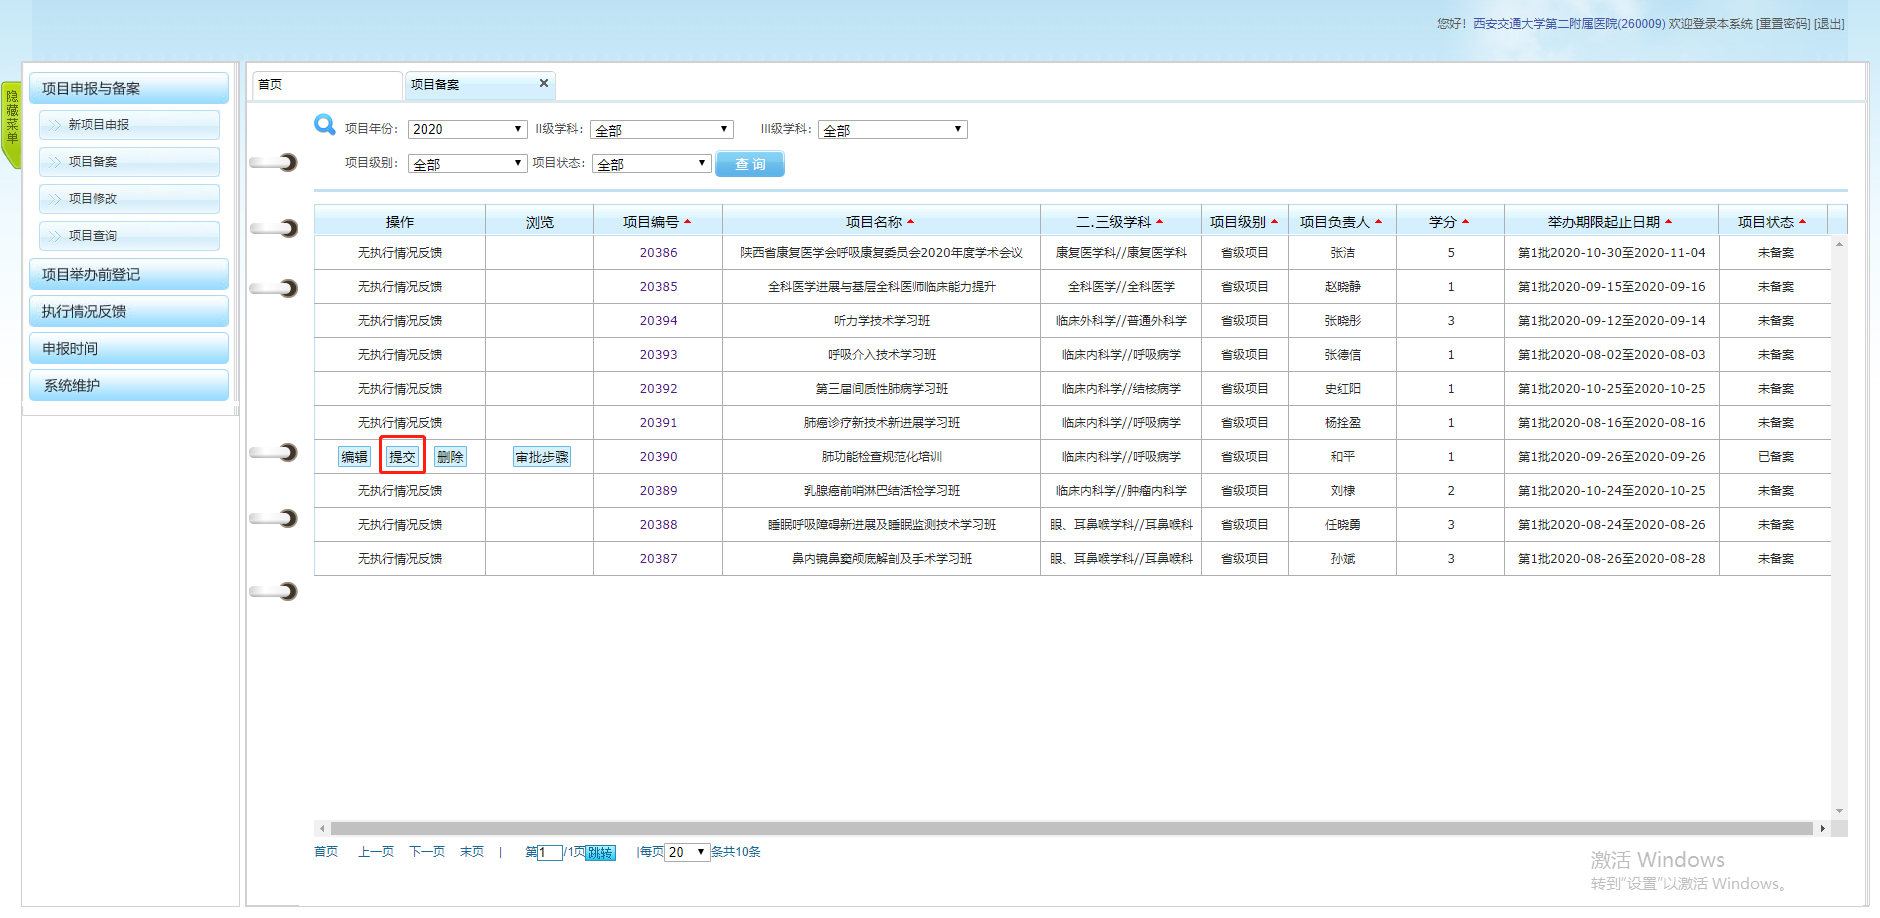 您好！西安交通大学第二附属医院(260009) 欢迎登录本系统 [重置密码] [退出]
隐藏菜单
项目申报与备案
新项目申报
项目备案
项目修改
项目查询
项目举办前登记
执行情况反馈
申报时间
系统维护
首页 项目备案 ×
项目年份： 2020 II级学科： 全部 III级学科： 全部
项目级别： 全部 项目状态： 全部 查 询
操作 浏览 项目编号 项目名称 二.三级学科 项目级别 项目负责人 学分 举办期限起止日期 项目状态
无执行情况反馈 20386 陕西省康复医学会呼吸康复委员会2020年度学术会议 康复医学科//康复医学科 省级项目 张洁 5 第1批2020-10-30至2020-11-04 未备案
无执行情况反馈 20385 全科医学进展与基层全科医师临床能力提升 全科医学//全科医学 省级项目 赵晓静 1 第1批2020-09-15至2020-09-16 未备案
无执行情况反馈 20394 听力学技术学习班 临床外科学//普通外科学 省级项目 张晓彤 3 第1批2020-09-12至2020-09-14 未备案
无执行情况反馈 20393 呼吸介入技术学习班 临床内科学//呼吸病学 省级项目 张德信 1 第1批2020-08-02至2020-08-03 未备案
无执行情况反馈 20392 第三届间质性肺病学习班 临床内科学//结核病学 省级项目 史红阳 1 第1批2020-10-25至2020-10-25 未备案
无执行情况反馈 20391 肺癌诊疗新技术新进展学习班 临床内科学//呼吸病学 省级项目 杨拴盈 1 第1批2020-08-16至2020-08-16 未备案
编辑 提交 删除 审批步骤 20390 肺功能检查规范化培训 临床内科学//呼吸病学 省级项目 和平 1 第1批2020-09-26至2020-09-26 已备案
无执行情况反馈 20389 乳腺癌前哨淋巴结活检学习班 临床内科学//肿瘤内科学 省级项目 刘棣 2 第1批2020-10-24至2020-10-25 未备案
无执行情况反馈 20388 睡眠呼吸障碍新进展及睡眠监测技术学习班 眼、耳鼻喉学科//耳鼻喉科 省级项目 任晓勇 3 第1批2020-08-24至2020-08-26 未备案
无执行情况反馈 20387 鼻内镜鼻窦颅底解剖及手术学习班 眼、耳鼻喉学科//耳鼻喉科 省级项目 孙斌 3 第1批2020-08-26至2020-08-28 未备案
首页 上一页 下一页 末页 | 第1/1页跳转 |每页20条共10条
激活 Windows
转到“设置”以激活 Windows。